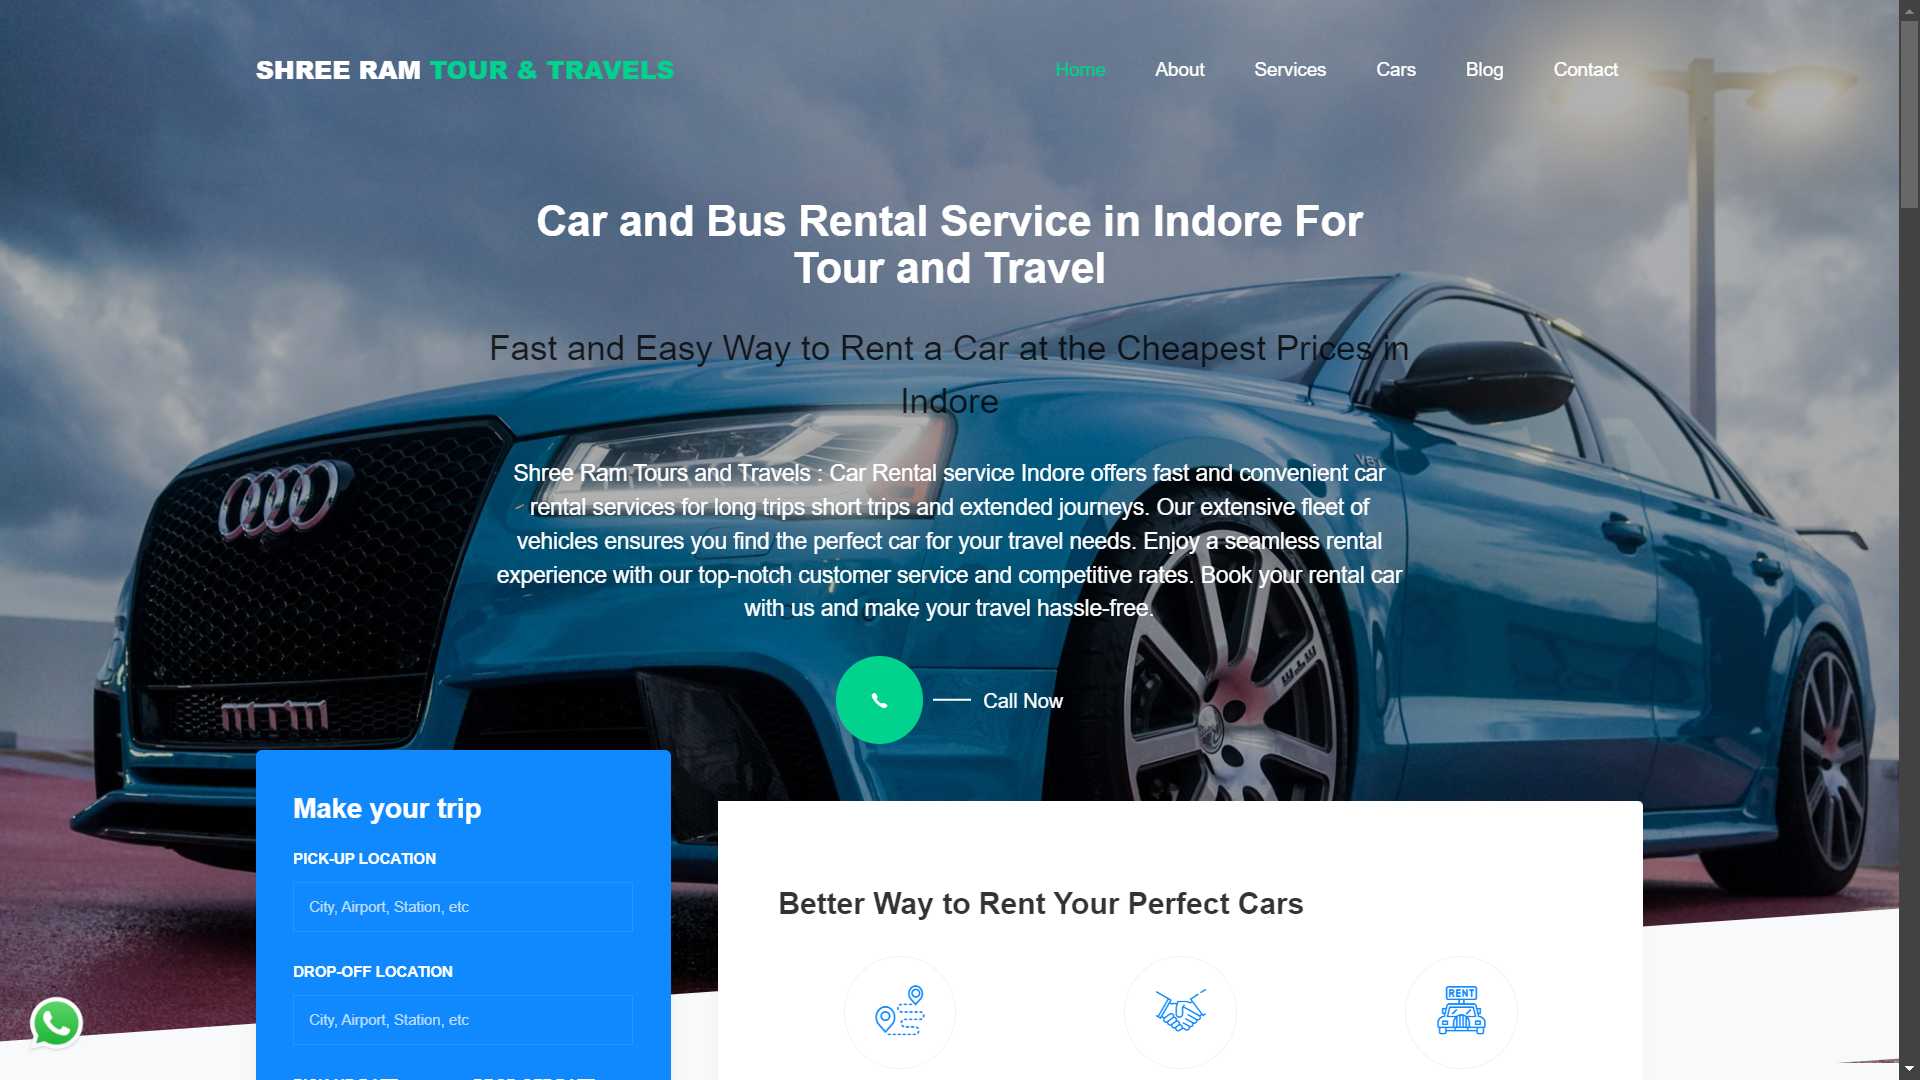 SHREE RAM TOUR & TRAVELS
Home
About
Services
Cars
Blog
Contact
Car and Bus Rental Service in Indore For
Tour and Travel
Fast and Easy Way to Rent a Car at the Cheapest Prices in
Indore
Shree Ram Tours and Travels : Car Rental service Indore offers fast and convenient car
rental services for long trips short trips and extended journeys. Our extensive fleet of
vehicles ensures you find the perfect car for your travel needs. Enjoy a seamless rental
experience with our top-notch customer service and competitive rates. Book your rental car
with us and make your travel hassle-free.
Call Now
Make your trip
PICK-UP LOCATION
City, Airport, Station, etc
DROP-OFF LOCATION
City, Airport, Station, etc
Better Way to Rent Your Perfect Cars
RENT